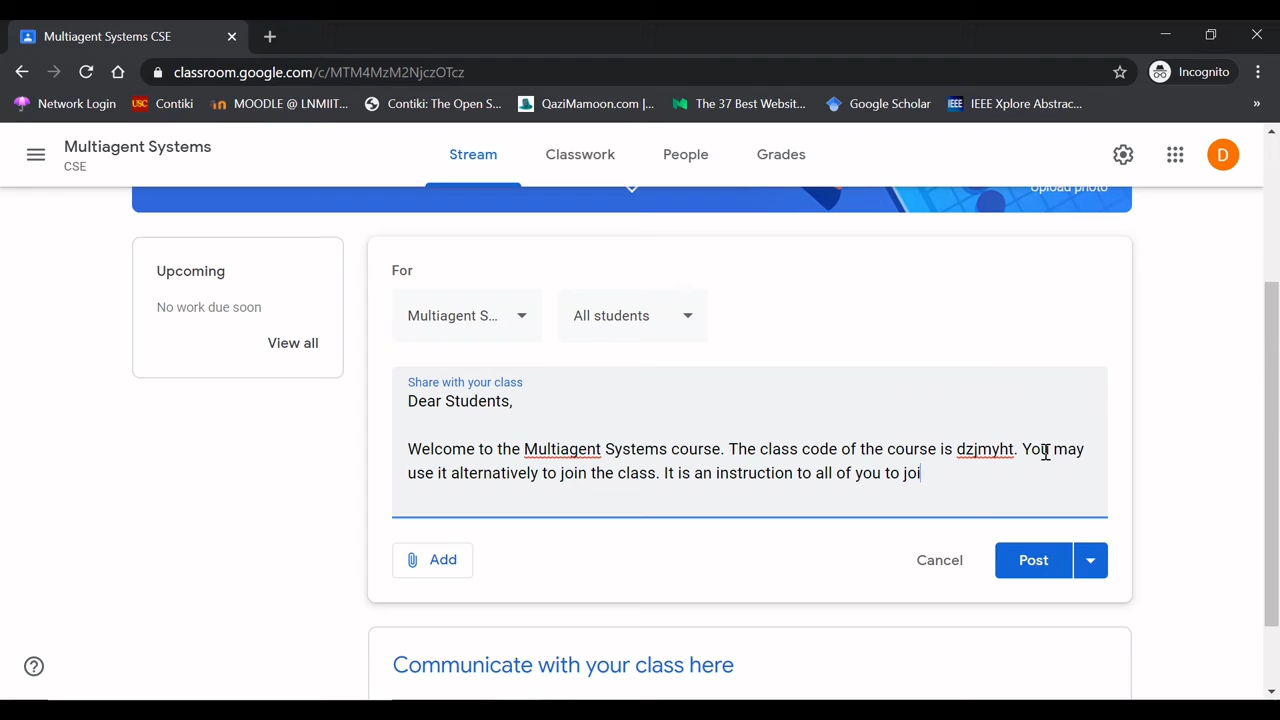 Multiagent Systems CSE
classroom.google.com/c/MTM4MzM2NjczOTcz
Incognito
Network Login
Contiki
MOODLE @ LNMIIT...
Contiki: The Open S...
QaziMamoon.com |...
The 37 Best Websit...
Google Scholar
IEEE Xplore Abstrac...
»
Multiagent Systems
CSE
Stream
Classwork
People
Grades
D
Upload photo
Upcoming
No work due soon
View all
For
Multiagent S...
All students
Share with your class
Dear Students,
Welcome to the Multiagent Systems course. The class code of the course is dzjmyht. You may
use it alternatively to join the class. It is an instruction to all of you to joi
Add
Cancel
Post
Communicate with your class here